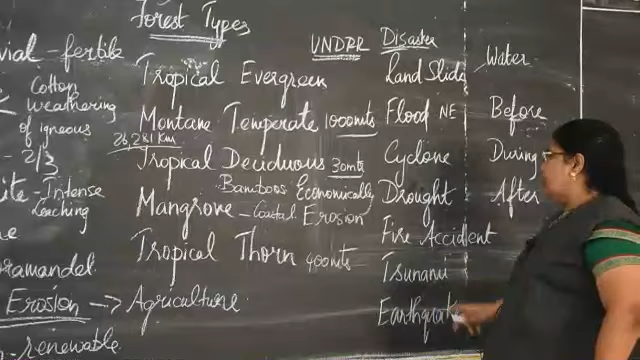 Forest Types
vial - fertile
Cotton
weathering
of igneous
- 2/3
ite - Intense
Leaching
ne
oramandel
Erosion → Agriculture
- renewable
Tropical Evergreen
Montane Temperate 1000mts
26,281 Km
Tropical Deciduous 30mts
Bamboos Economically
Mangrove - Coastal Erosion
Tropical Thorn 400mts
UNDRR Disaster
Land Slide
Flood NE
Cyclone
Drought
Fire Accident
Tsunami
Earthquake
Water
Before
During
After